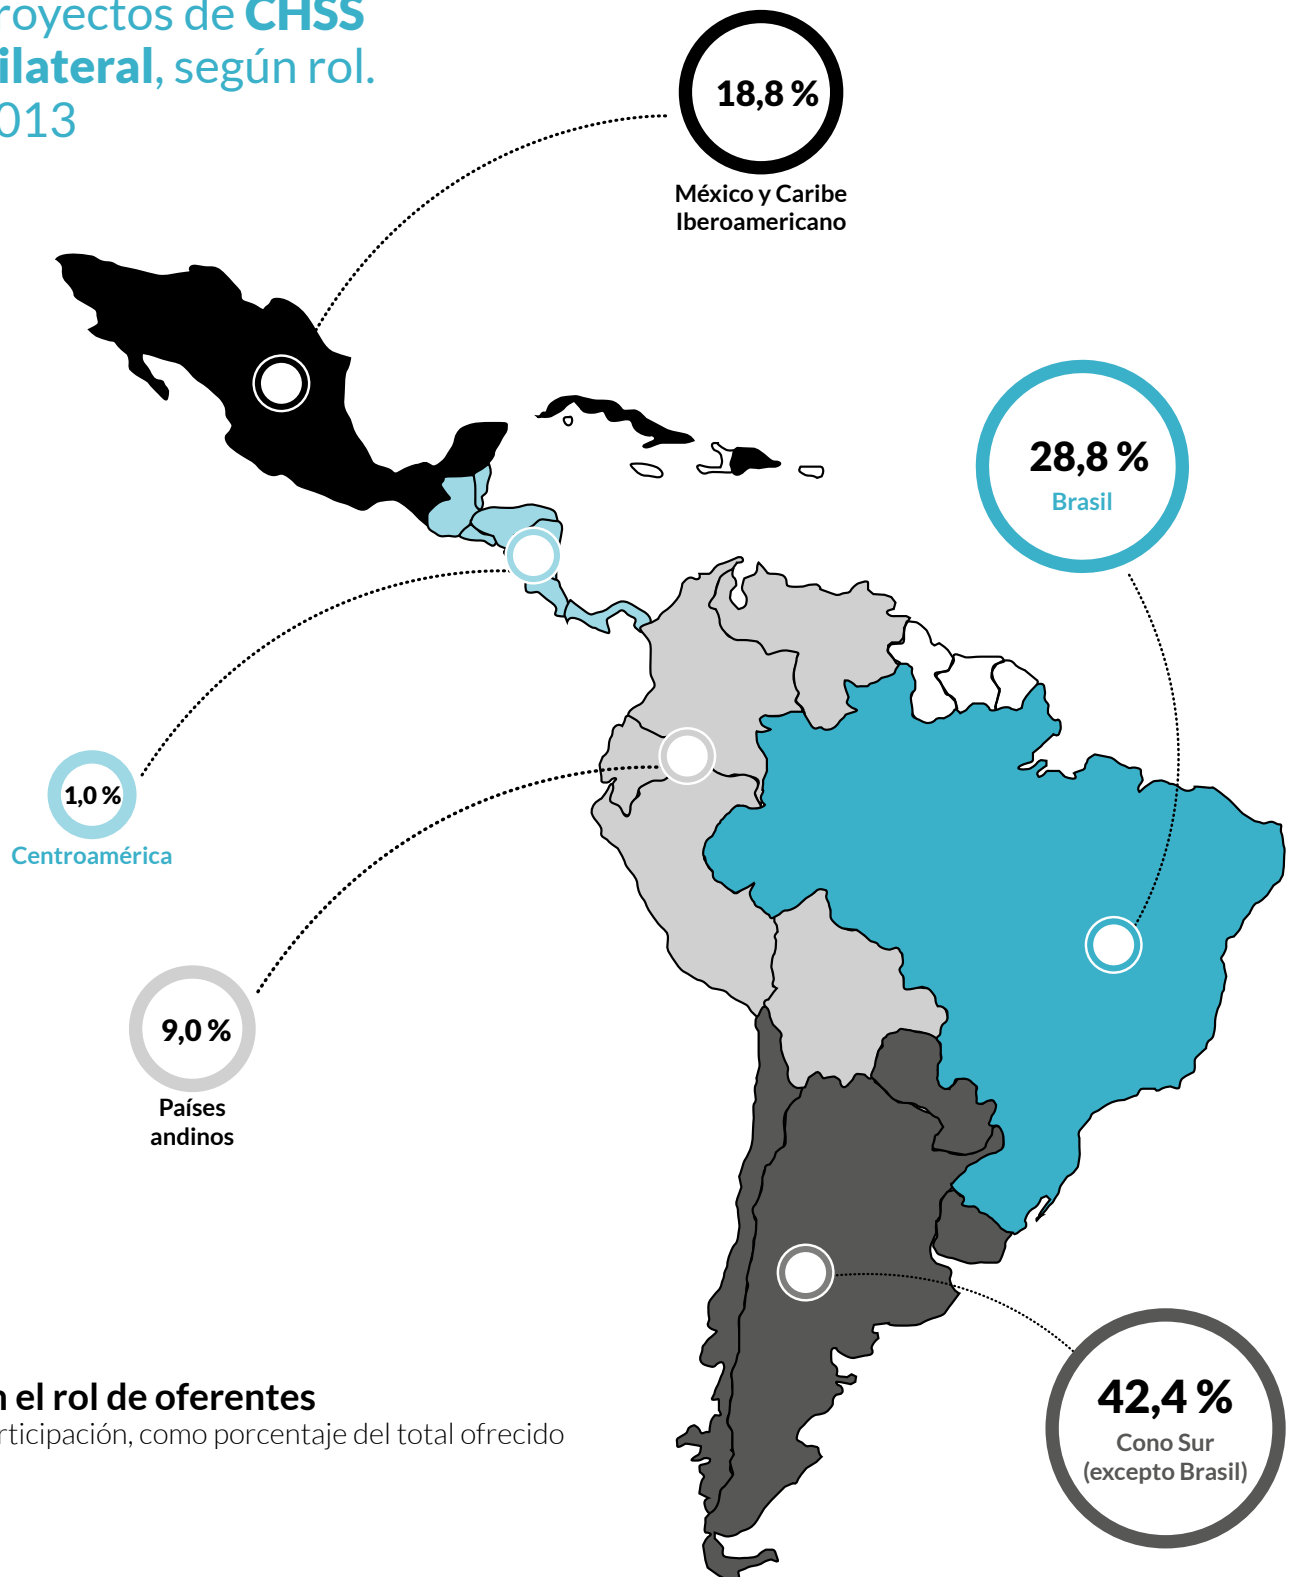 royectos de CHSS
ilateral, según rol.
013
18,8 %
México y Caribe
Iberoamericano
28,8 %
Brasil
1,0 %
Centroamérica
9,0 %
Países
andinos
n el rol de oferentes
rticipación, como porcentaje del total ofrecido
42,4 %
Cono Sur
(excepto Brasil)